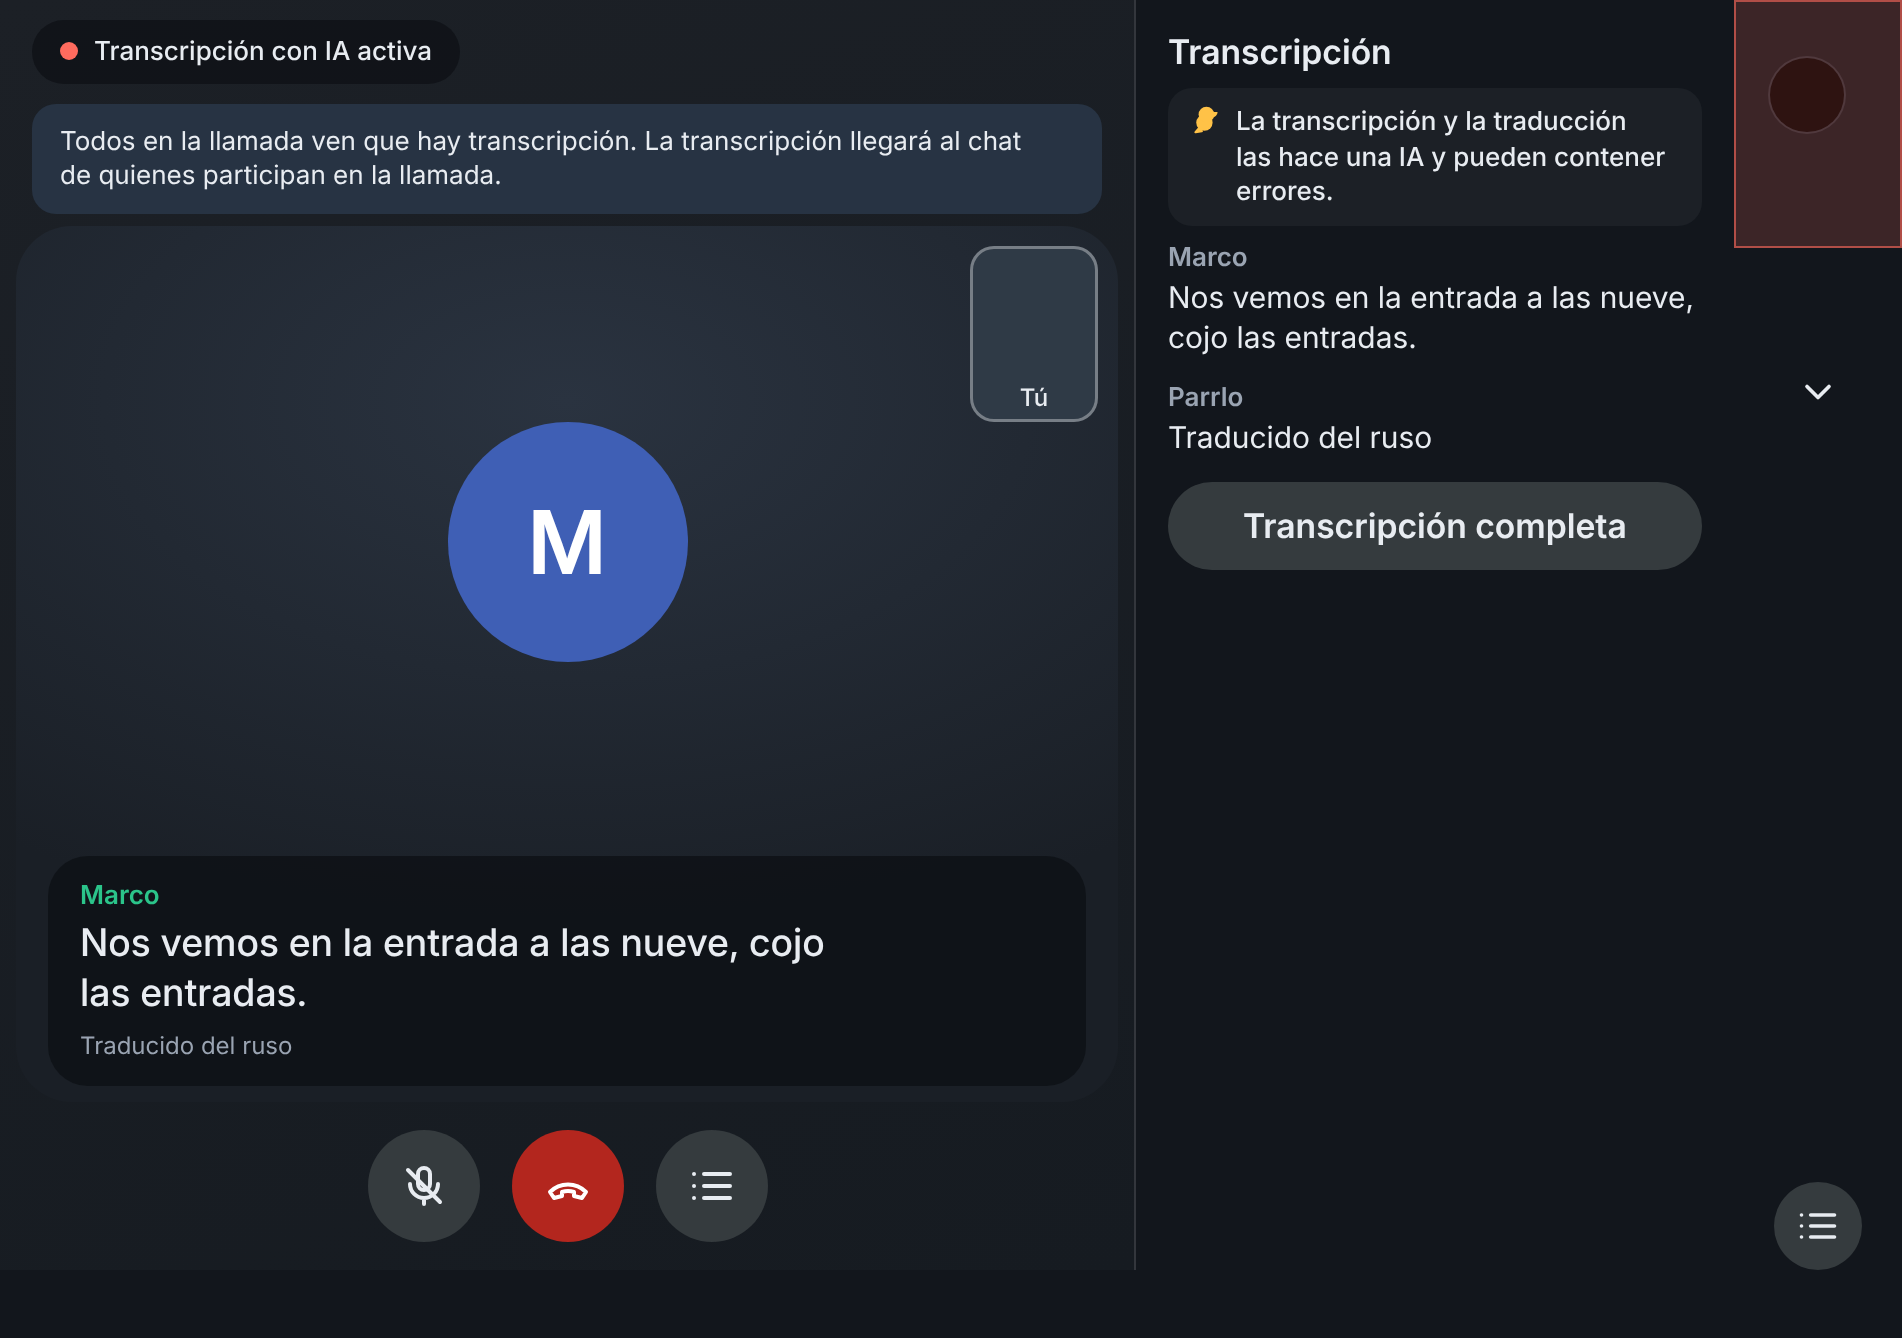 Transcripción con IA activa
Todos en la llamada ven que hay transcripción. La transcripción llegará al chat
de quienes participan en la llamada.
Tú
M
Marco
Nos vemos en la entrada a las nueve, cojo
las entradas.
Traducido del ruso
Transcripción
La transcripción y la traducción
las hace una IA y pueden contener
errores.
Marco
Nos vemos en la entrada a las nueve,
cojo las entradas.
Parrlo
Traducido del ruso
Transcripción completa